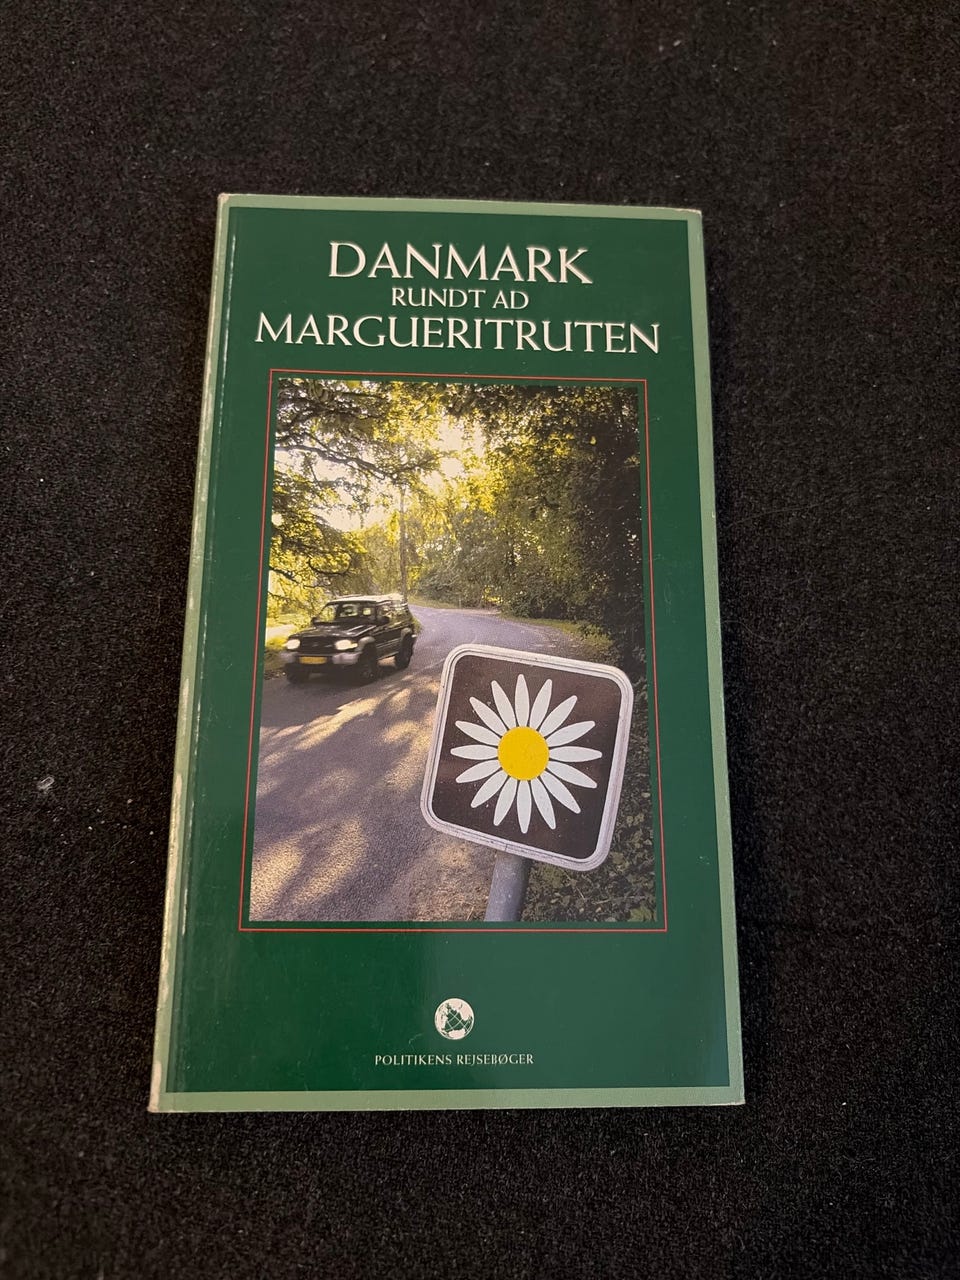 DANMARK
RUNDT AD
MARGUERITRUTEN
POLITIKENS REJSEBØGER